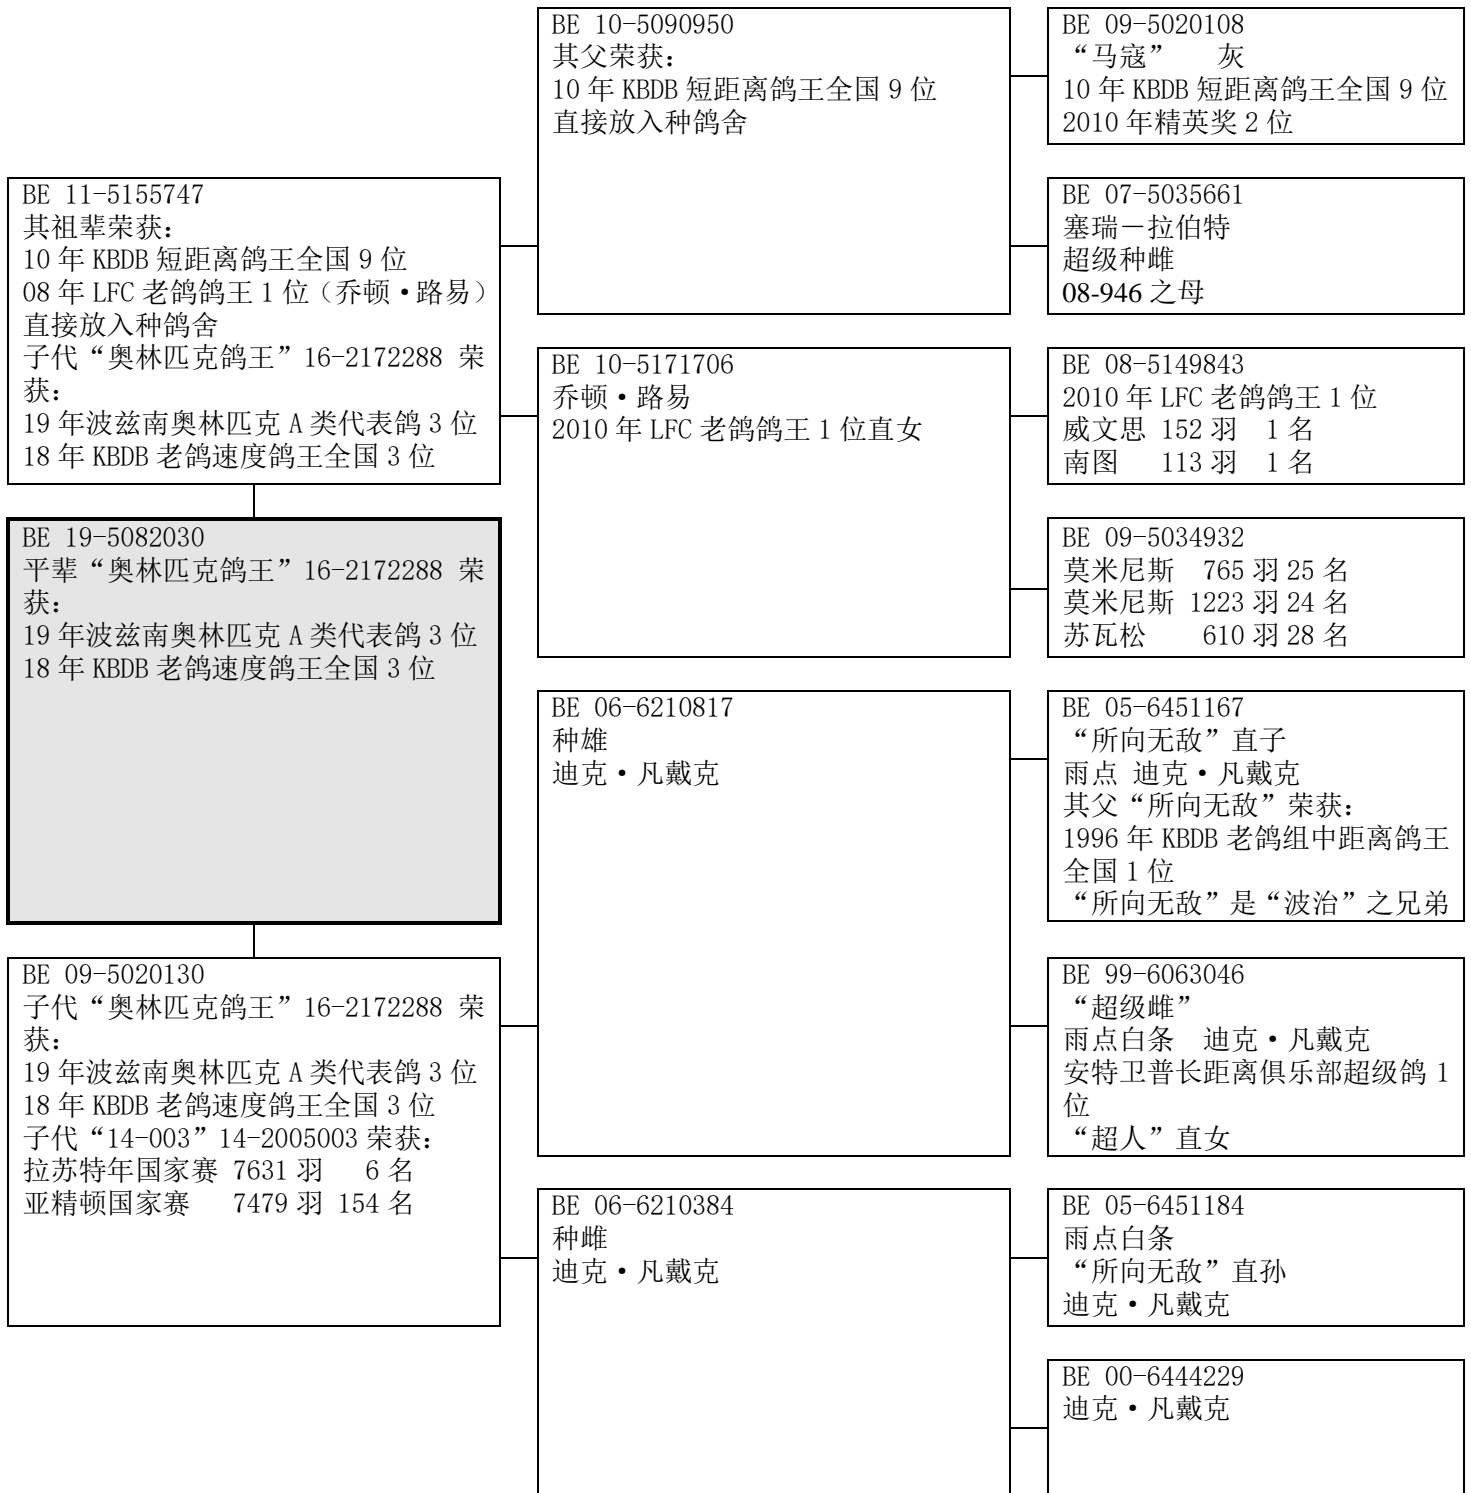 BE 11-5155747
其祖辈荣获：
10 年 KBDB 短距离鸽王全国 9 位
08 年 LFC 老鸽鸽王 1 位（乔顿·路易）
直接放入种鸽舍
子代“奥林匹克鸽王”16-2172288 荣
获：
19 年波兹南奥林匹克 A 类代表鸽 3 位
18 年 KBDB 老鸽速度鸽王全国 3 位
BE 19-5082030
平辈“奥林匹克鸽王”16-2172288 荣
获：
19 年波兹南奥林匹克 A 类代表鸽 3 位
18 年 KBDB 老鸽速度鸽王全国 3 位
BE 09-5020130
子代“奥林匹克鸽王”16-2172288 荣
获：
19 年波兹南奥林匹克 A 类代表鸽 3 位
18 年 KBDB 老鸽速度鸽王全国 3 位
子代“14-003”14-2005003 荣获：
拉苏特年国家赛 7631 羽 6 名
亚精顿国家赛 7479 羽 154 名
BE 10-5090950
其父荣获：
10 年 KBDB 短距离鸽王全国 9 位
直接放入种鸽舍
BE 10-5171706
乔顿·路易
2010 年 LFC 老鸽鸽王 1 位直女
BE 06-6210817
种雄
迪克·凡戴克
BE 06-6210384
种雌
迪克·凡戴克
BE 09-5020108
“马寇” 灰
10 年 KBDB 短距离鸽王全国 9 位
2010 年精英奖 2 位
BE 07-5035661
塞瑞－拉伯特
超级种雌
08-946 之母
BE 08-5149843
2010 年 LFC 老鸽鸽王 1 位
威文思 152 羽 1 名
南图 113 羽 1 名
BE 09-5034932
莫米尼斯 765 羽 25 名
莫米尼斯 1223 羽 24 名
苏瓦松 610 羽 28 名
BE 05-6451167
“所向无敌”直子
雨点 迪克·凡戴克
其父“所向无敌”荣获：
1996 年 KBDB 老鸽组中距离鸽王
全国 1 位
“所向无敌”是“波治”之兄弟
BE 99-6063046
“超级雌”
雨点白条 迪克·凡戴克
安特卫普长距离俱乐部超级鸽 1
位
“超人”直女
BE 05-6451184
雨点白条
“所向无敌”直孙
迪克·凡戴克
BE 00-6444229
迪克·凡戴克